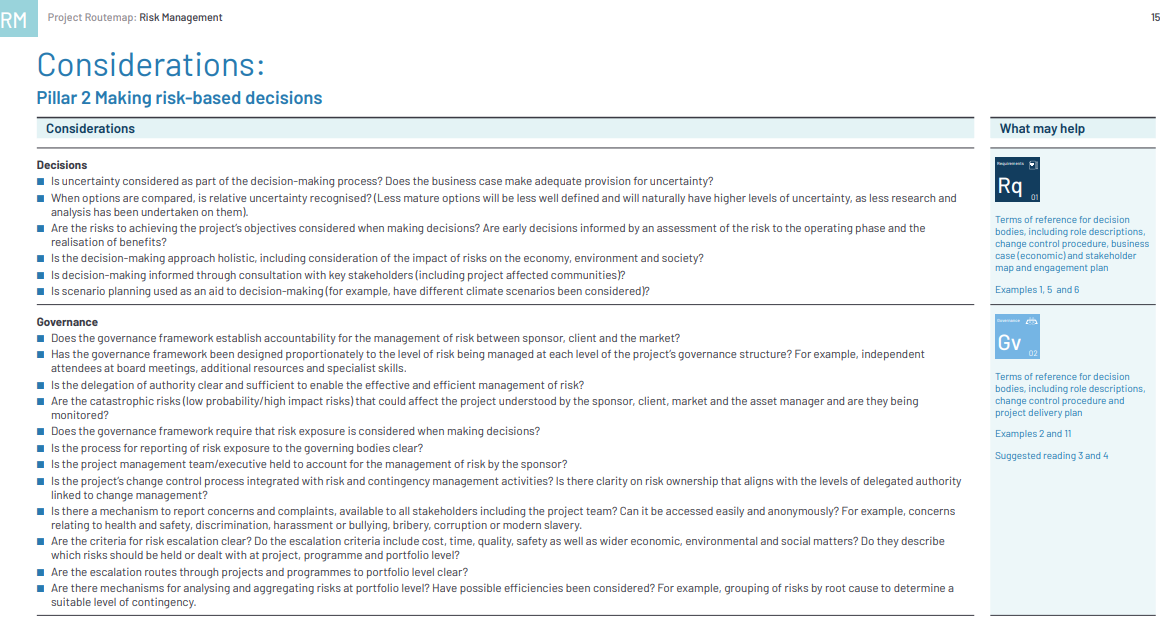 RM
Project Routemap: Risk Management
15
Considerations:
Pillar 2 Making risk-based decisions
Considerations
Decisions
■ Is uncertainty considered as part of the decision-making process? Does the business case make adequate provision for uncertainty?
■ When options are compared, is relative uncertainty recognised? (Less mature options will be less well defined and will naturally have higher levels of uncertainty, as less research and
analysis has been undertaken on them).
■ Are the risks to achieving the project's objectives considered when making decisions? Are early decisions informed by an assessment of the risk to the operating phase and the
realisation of benefits?
■ Is the decision-making approach holistic, including consideration of the impact of risks on the economy, environment and society?
■ Is decision-making informed through consultation with key stakeholders (including project affected communities)?
■ Is scenario planning used as an aid to decision-making (for example, have different climate scenarios been considered)?
Governance
■ Does the governance framework establish accountability for the management of risk between sponsor, client and the market?
■ Has the governance framework been designed proportionately to the level of risk being managed at each level of the project's governance structure? For example, independent
attendees at board meetings, additional resources and specialist skills.
■ Is the delegation of authority clear and sufficient to enable the effective and efficient management of risk?
■ Are the catastrophic risks (low probability/high impact risks) that could affect the project understood by the sponsor, client, market and the asset manager and are they being
monitored?
■ Does the governance framework require that risk exposure is considered when making decisions?
■ Is the process for reporting of risk exposure to the governing bodies clear?
■ Is the project management team/executive held to account for the management of risk by the sponsor?
■ Is the project's change control process integrated with risk and contingency management activities? Is there clarity on risk ownership that aligns with the levels of delegated authority
linked to change management?
■ Is there a mechanism to report concerns and complaints, available to all stakeholders including the project team? Can it be accessed easily and anonymously? For example, concerns
relating to health and safety, discrimination, harassment or bullying, bribery, corruption or modern slavery.
■ Are the criteria for risk escalation clear? Do the escalation criteria include cost, time, quality, safety as well as wider economic, environmental and social matters? Do they describe
which risks should be held or dealt with at project, programme and portfolio level?
■ Are the escalation routes through projects and programmes to portfolio level clear?
■ Are there mechanisms for analysing and aggregating risks at portfolio level? Have possible efficiencies been considered? For example, grouping of risks by root cause to determine a
suitable level of contingency.
What may help
Requirements
Rq
01
Terms of reference for decision
bodies, including role descriptions,
change control procedure, business
case (economic) and stakeholder
map and engagement plan
Examples 1, 5 and 6
Governance
Gv
02
Terms of reference for decision
bodies, including role descriptions,
change control procedure and
project delivery plan
Examples 2 and 11
Suggested reading 3 and 4